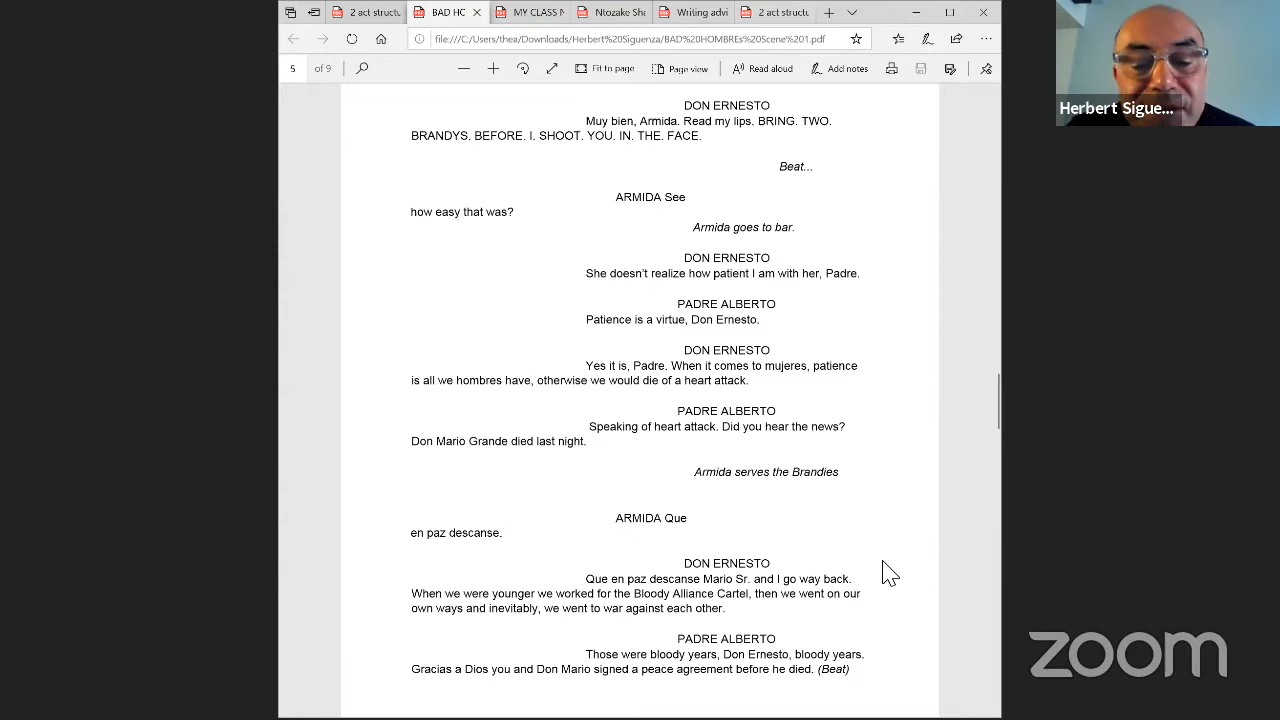 2 act structu
BAD HO
MY CLASS N
Ntozake Sha
Writing advi
2 act structu
file:///C:/Users/thea/Downloads/Herbert%20Siguenza/BAD%20HOMBREs%20Scene%201.pdf
5 of 9
Fit to page
Page view
Read aloud
Add notes
Herbert Sigue...
DON ERNESTO
Muy bien, Armida. Read my lips. BRING. TWO.
BRANDYS. BEFORE. I. SHOOT. YOU. IN. THE. FACE.
Beat...
ARMIDA See
how easy that was?
Armida goes to bar.
DON ERNESTO
She doesn't realize how patient I am with her, Padre.
PADRE ALBERTO
Patience is a virtue, Don Ernesto.
DON ERNESTO
Yes it is, Padre. When it comes to mujeres, patience
is all we hombres have, otherwise we would die of a heart attack.
PADRE ALBERTO
Speaking of heart attack. Did you hear the news?
Don Mario Grande died last night.
Armida serves the Brandies
ARMIDA Que
en paz descanse.
DON ERNESTO
Que en paz descanse Mario Sr. and I go way back.
When we were younger we worked for the Bloody Alliance Cartel, then we went on our
own ways and inevitably, we went to war against each other.
PADRE ALBERTO
Those were bloody years, Don Ernesto, bloody years.
Gracias a Dios you and Don Mario signed a peace agreement before he died. (Beat)
zoom